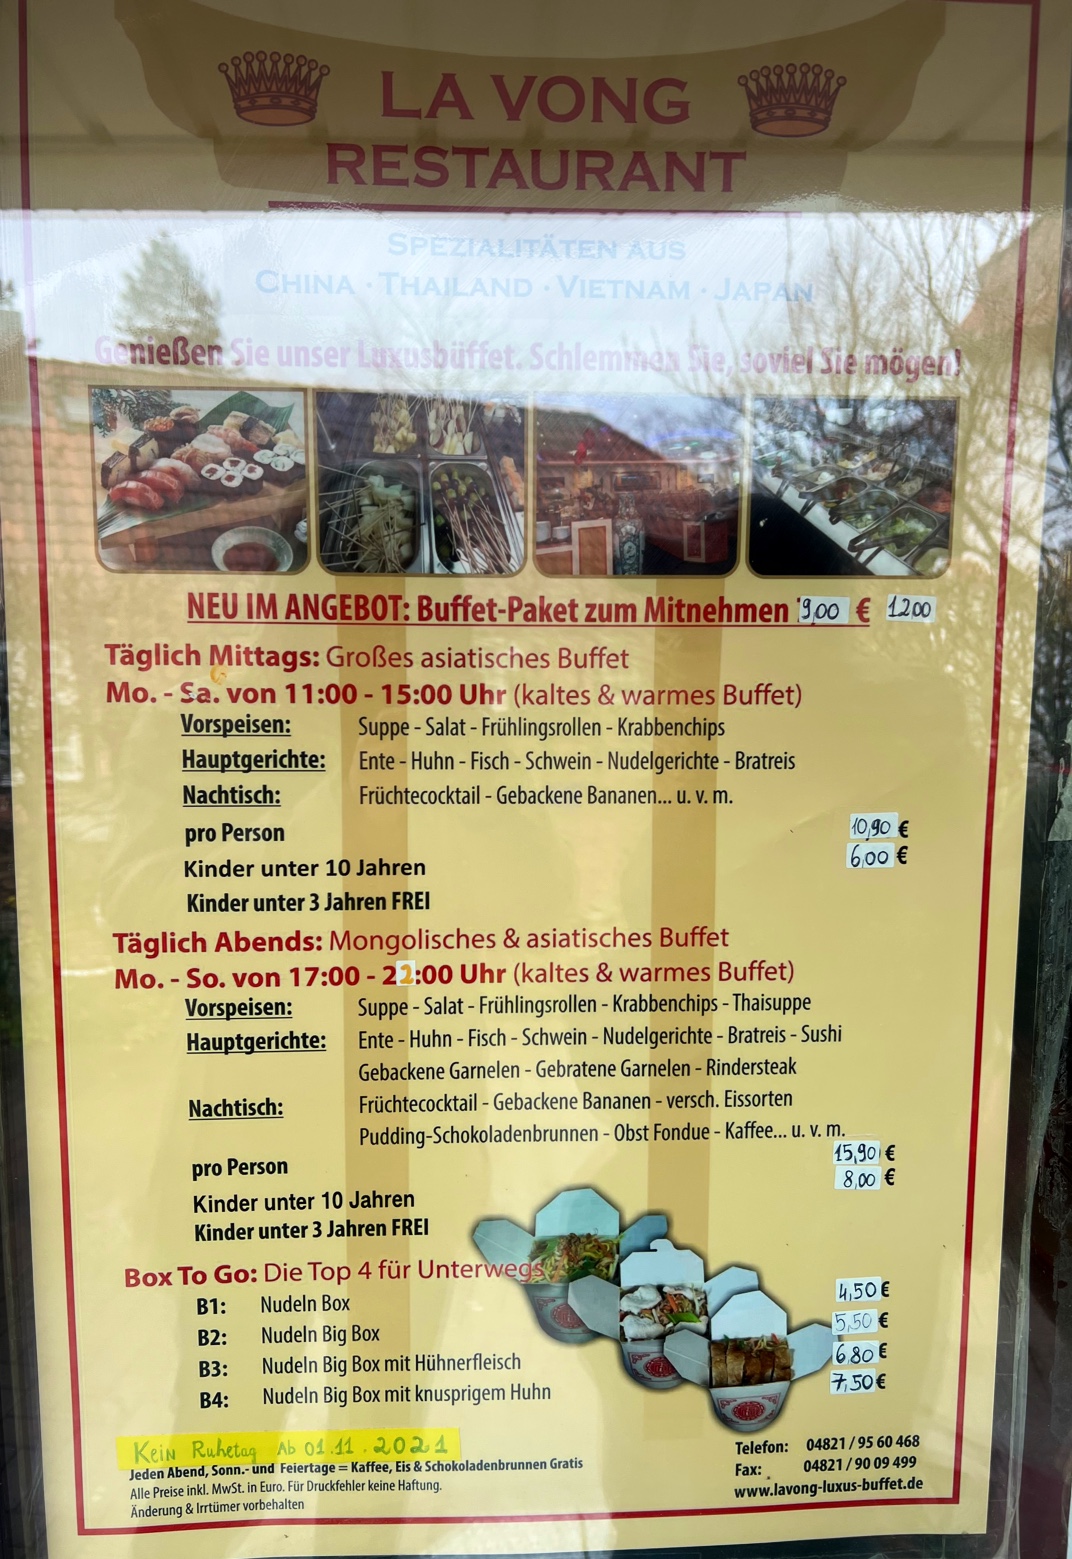 LA VONG
RESTAURANT
SPEZIALITÄTEN AUS
CHINA · THAILAND · VIETNAM · JAPAN
Genießen Sie unser Luxusbüffet. Schlemmen Sie, soviel Sie mögen!
NEU IM ANGEBOT: Buffet-Paket zum Mitnehmen 9,00 € 12,00
Täglich Mittags: Großes asiatisches Buffet
Mo. - Sa. von 11:00 - 15:00 Uhr (kaltes & warmes Buffet)
Vorspeisen: Suppe - Salat - Frühlingsrollen - Krabbenchips
Hauptgerichte: Ente - Huhn - Fisch - Schwein - Nudelgerichte - Bratreis
Nachtisch: Früchtecocktail - Gebackene Bananen... u. v. m.
pro Person 10,90 €
Kinder unter 10 Jahren 6,00 €
Kinder unter 3 Jahren FREI
Täglich Abends: Mongolisches & asiatisches Buffet
Mo. - So. von 17:00 - 22:00 Uhr (kaltes & warmes Buffet)
Vorspeisen: Suppe - Salat - Frühlingsrollen - Krabbenchips - Thaisuppe
Hauptgerichte: Ente - Huhn - Fisch - Schwein - Nudelgerichte - Bratreis - Sushi
Gebackene Garnelen - Gebratene Garnelen - Rindersteak
Nachtisch: Früchtecocktail - Gebackene Bananen - versch. Eissorten
Pudding-Schokoladenbrunnen - Obst Fondue - Kaffee... u. v. m.
pro Person 15,90 €
Kinder unter 10 Jahren 8,00 €
Kinder unter 3 Jahren FREI
Box To Go: Die Top 4 für Unterwegs
B1: Nudeln Box 4,50 €
B2: Nudeln Big Box 5,50 €
B3: Nudeln Big Box mit Hühnerfleisch 6,80 €
B4: Nudeln Big Box mit knusprigem Huhn 7,50 €
Kein Ruhetag Ab 01.11.2021
Jeden Abend, Sonn.- und Feiertage = Kaffee, Eis & Schokoladenbrunnen Gratis
Alle Preise inkl. MwSt. in Euro. Für Druckfehler keine Haftung.
Änderung & Irrtümer vorbehalten
Telefon: 04821 / 95 60 468
Fax: 04821 / 90 09 499
www.lavong-luxus-buffet.de